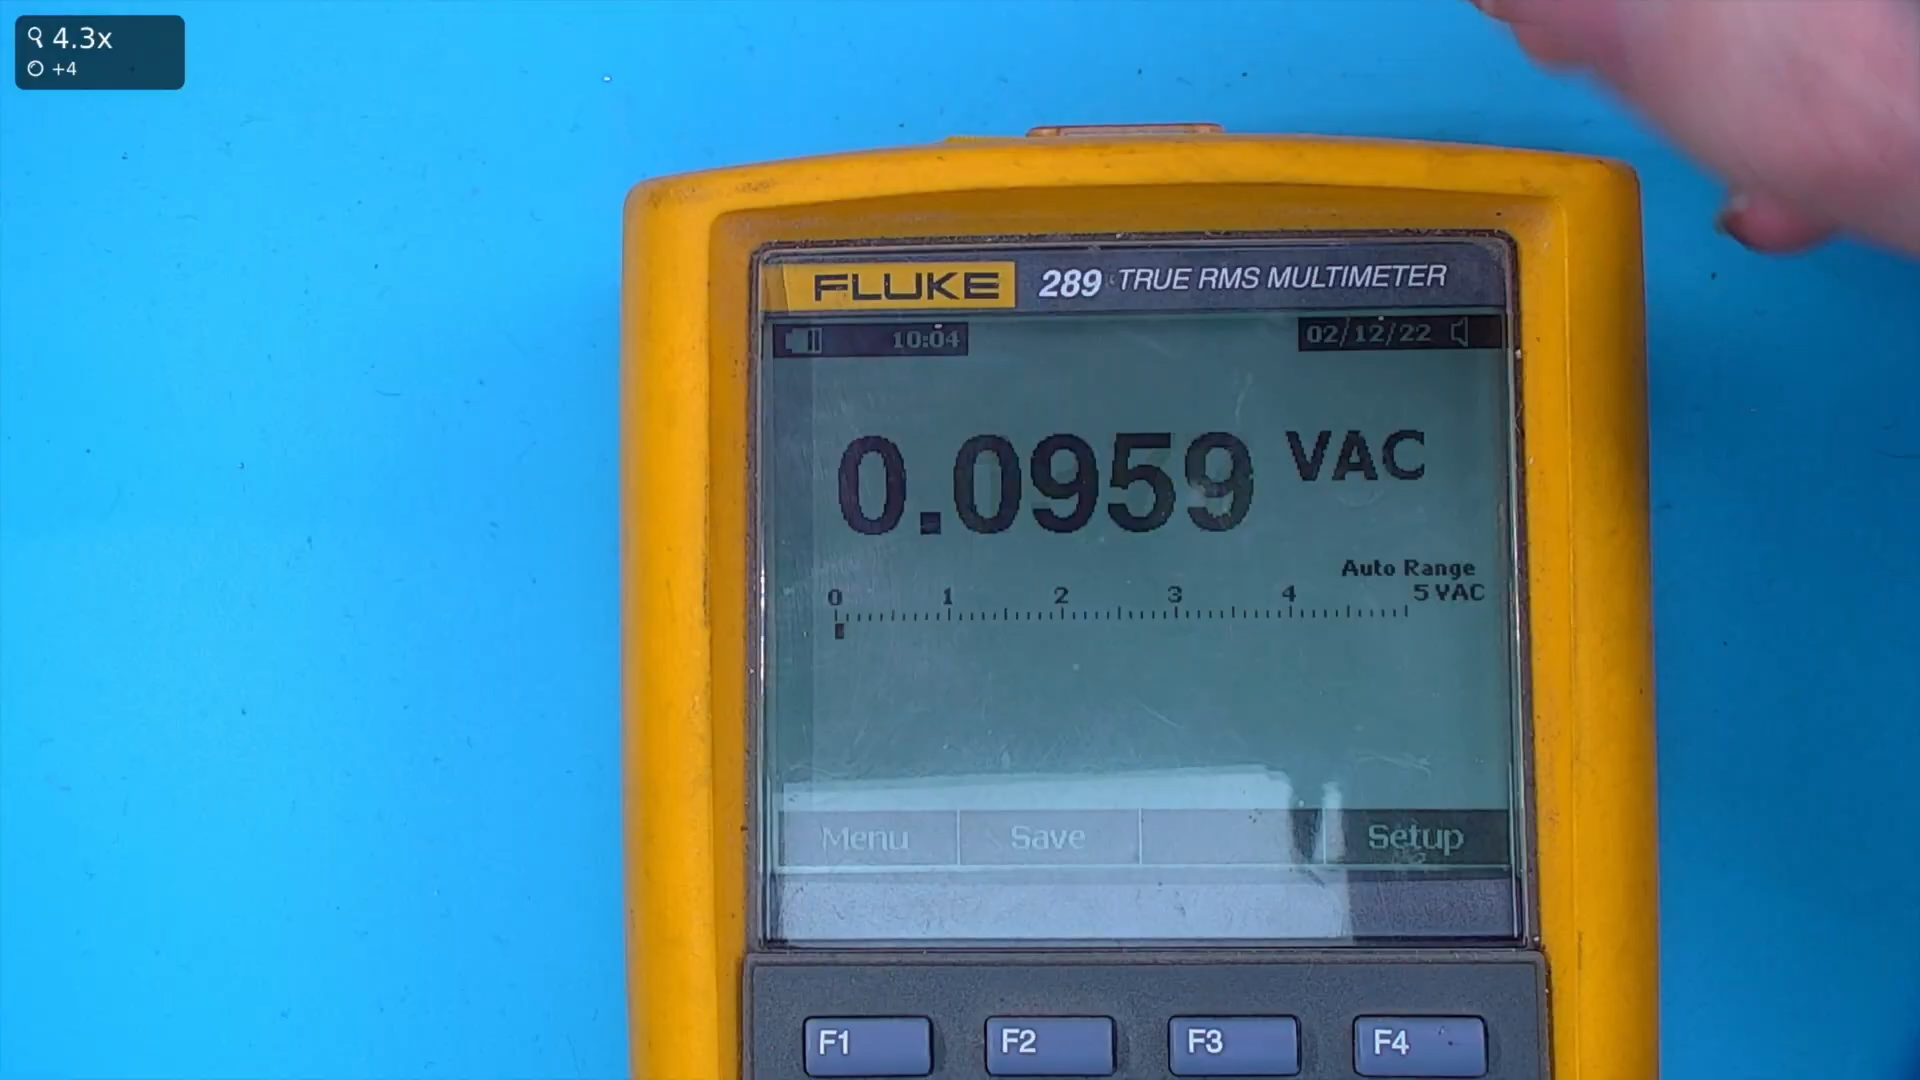 4.3x
+4
FLUKE 289 TRUE RMS MULTIMETER
10:04 02/12/22
0.0959 VAC
Auto Range
0 1 2 3 4 5 VAC
Menu Save Setup
F1 F2 F3 F4